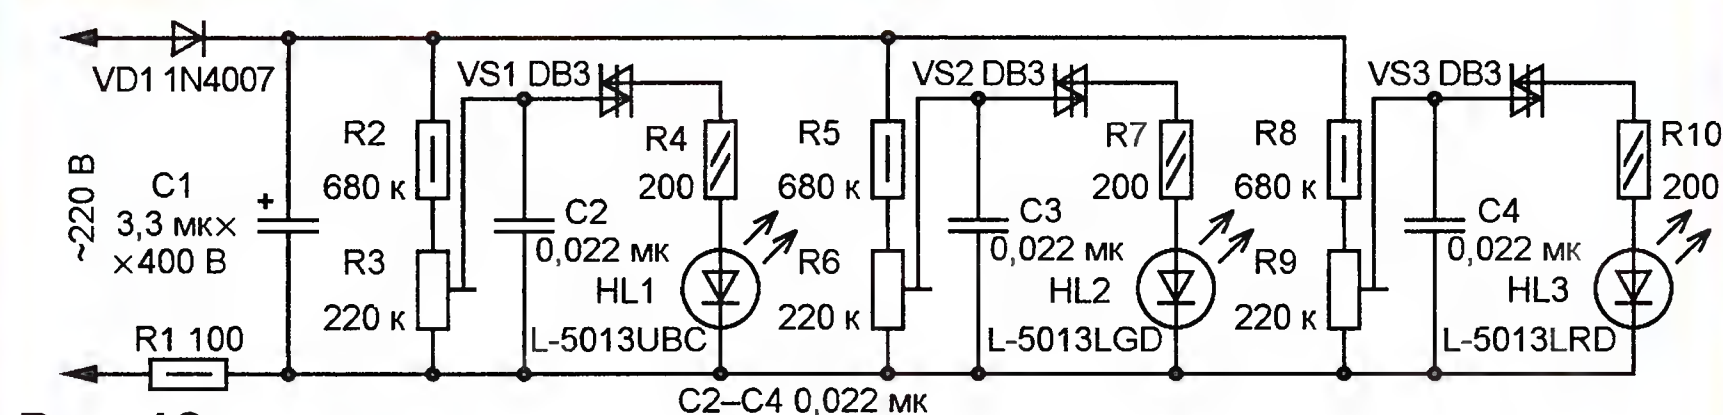 VD1 1N4007
~220 В
C1
3,3 мк×
×400 В
+
R1 100
R2
680 к
R3
220 к
VS1 DB3
R4
200
C2
0,022 мк
HL1
L-5013UBC
R5
680 к
R6
220 к
VS2 DB3
R7
200
C3
0,022 мк
HL2
L-5013LGD
R8
680 к
R9
220 к
VS3 DB3
R10
200
C4
0,022 мк
HL3
L-5013LRD
C2–C4 0,022 мк